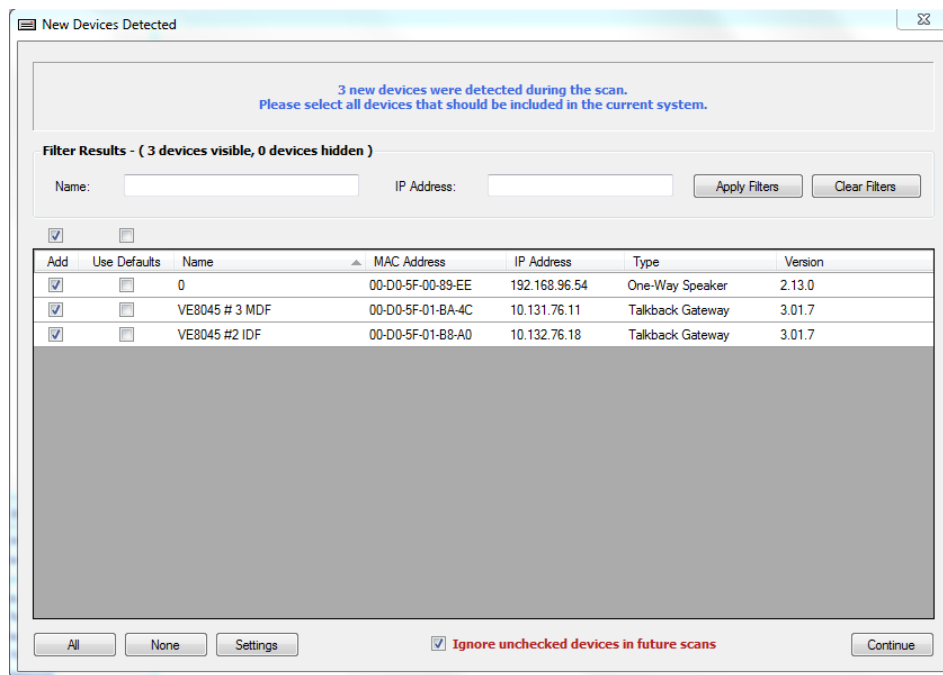 New Devices Detected
3 new devices were detected during the scan.
Please select all devices that should be included in the current system.
Filter Results - ( 3 devices visible, 0 devices hidden )
Name: IP Address: Apply Filters Clear Filters
Add Use Defaults Name MAC Address IP Address Type Version
0 00-D0-5F-00-89-EE 192.168.96.54 One-Way Speaker 2.13.0
VE8045 # 3 MDF 00-D0-5F-01-BA-4C 10.131.76.11 Talkback Gateway 3.01.7
VE8045 #2 IDF 00-D0-5F-01-B8-A0 10.132.76.18 Talkback Gateway 3.01.7
All None Settings Ignore unchecked devices in future scans Continue